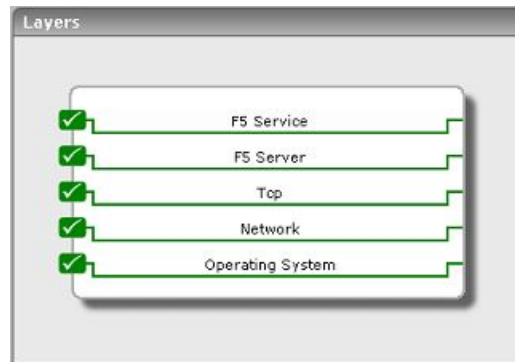 Layers
F5 Service
F5 Server
Tcp
Network
Operating System